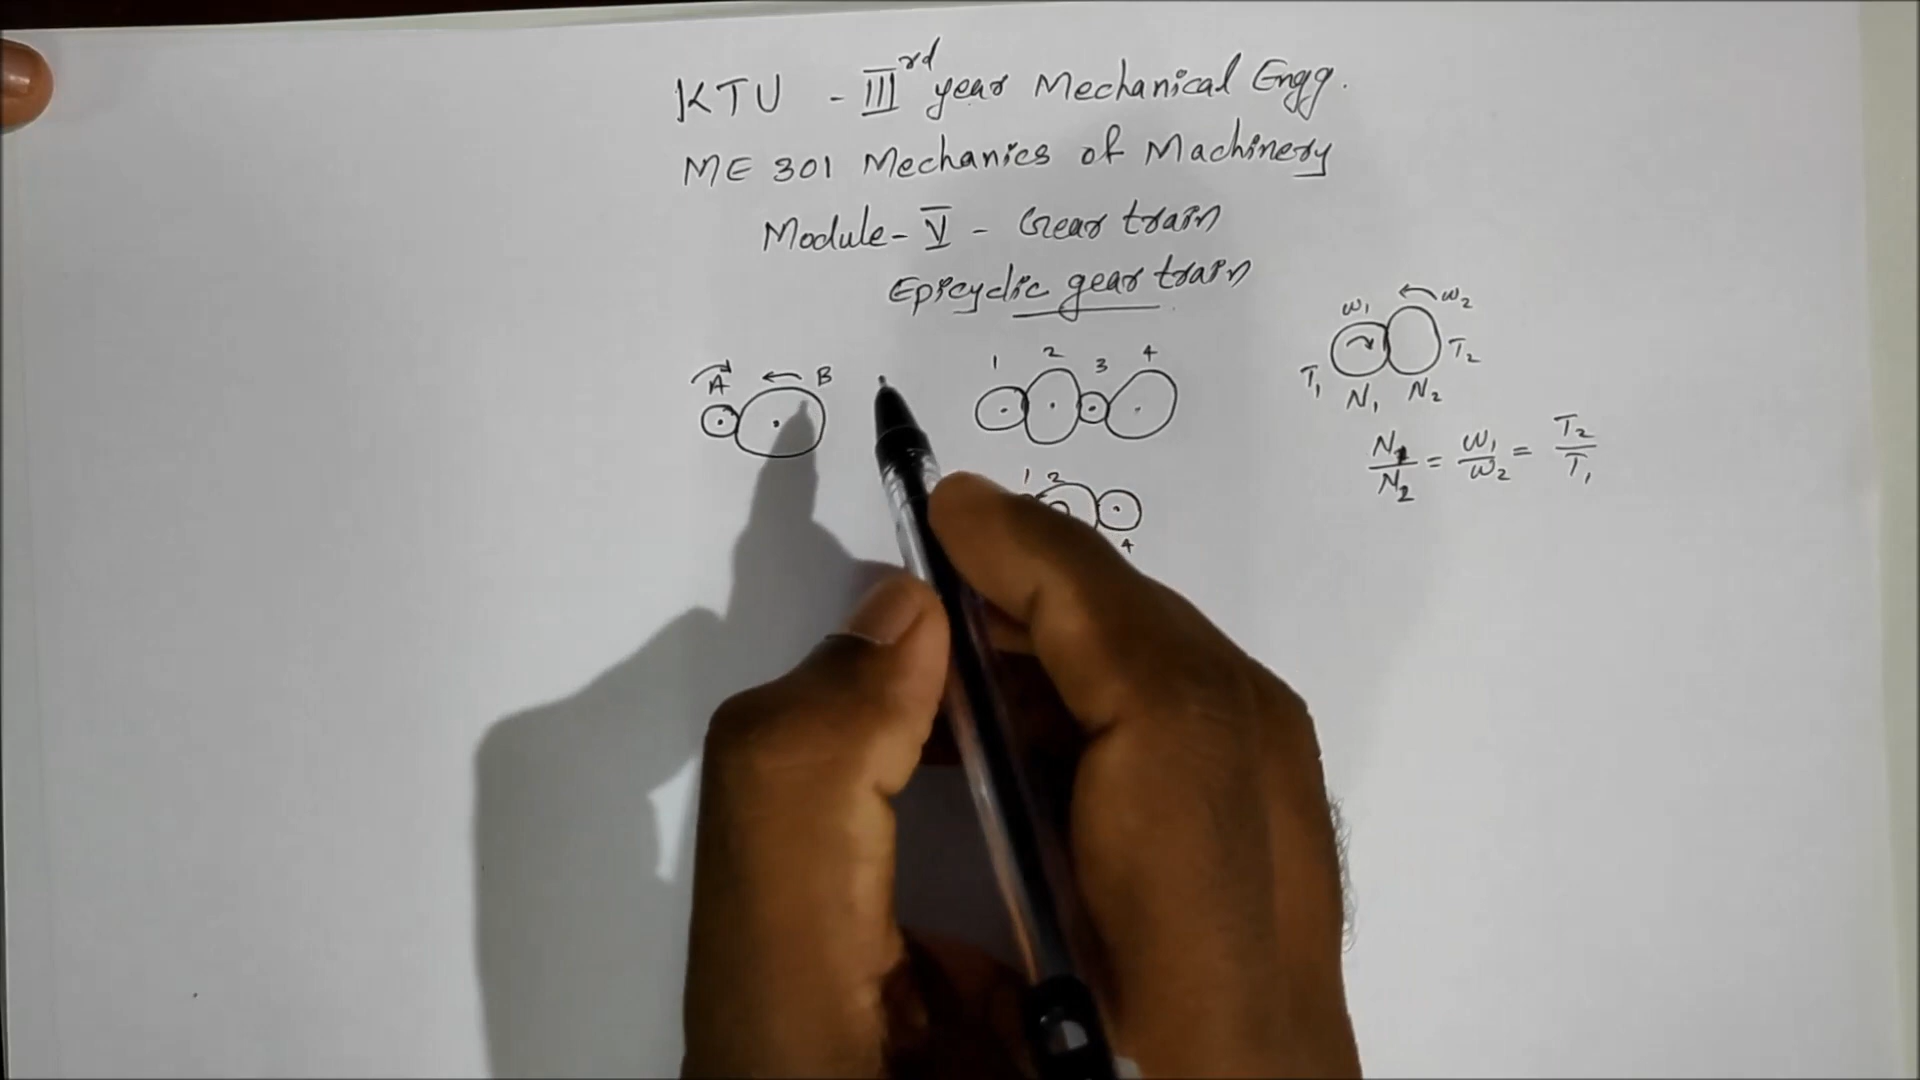 KTU - III rd year Mechanical Engg.
ME 301 Mechanics of Machinery
Module - V - Gear train
Epicyclic gear train
A B
1 2 3 4
1 2
4
ω₁ ω₂
T₁ N₁ N₂ T₂
N₁/N₂ = ω₁/ω₂ = T₂/T₁